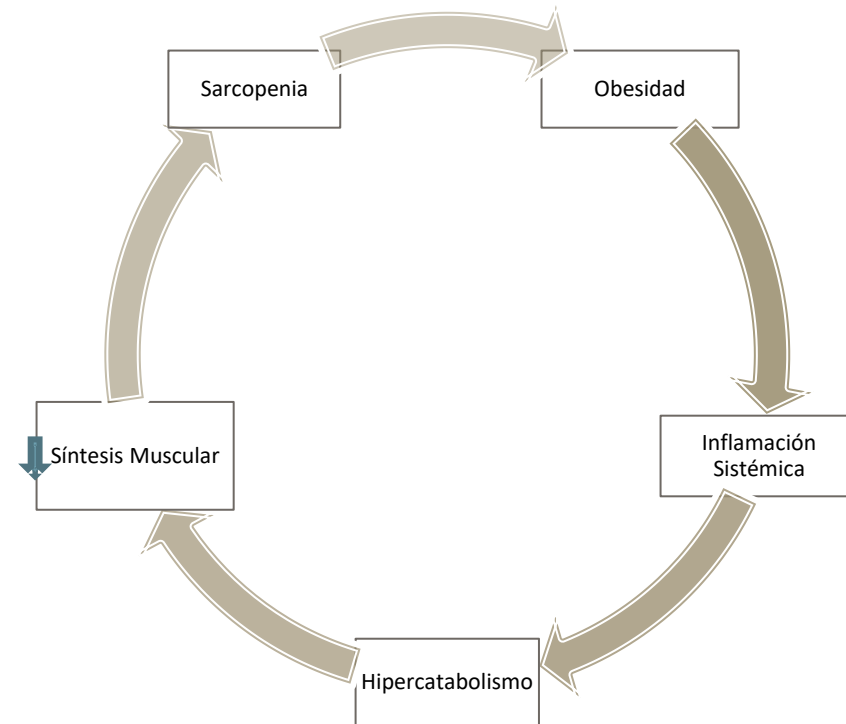 Sarcopenia
Obesidad
Inflamación
Sistémica
Hipercatabolismo
Síntesis Muscular